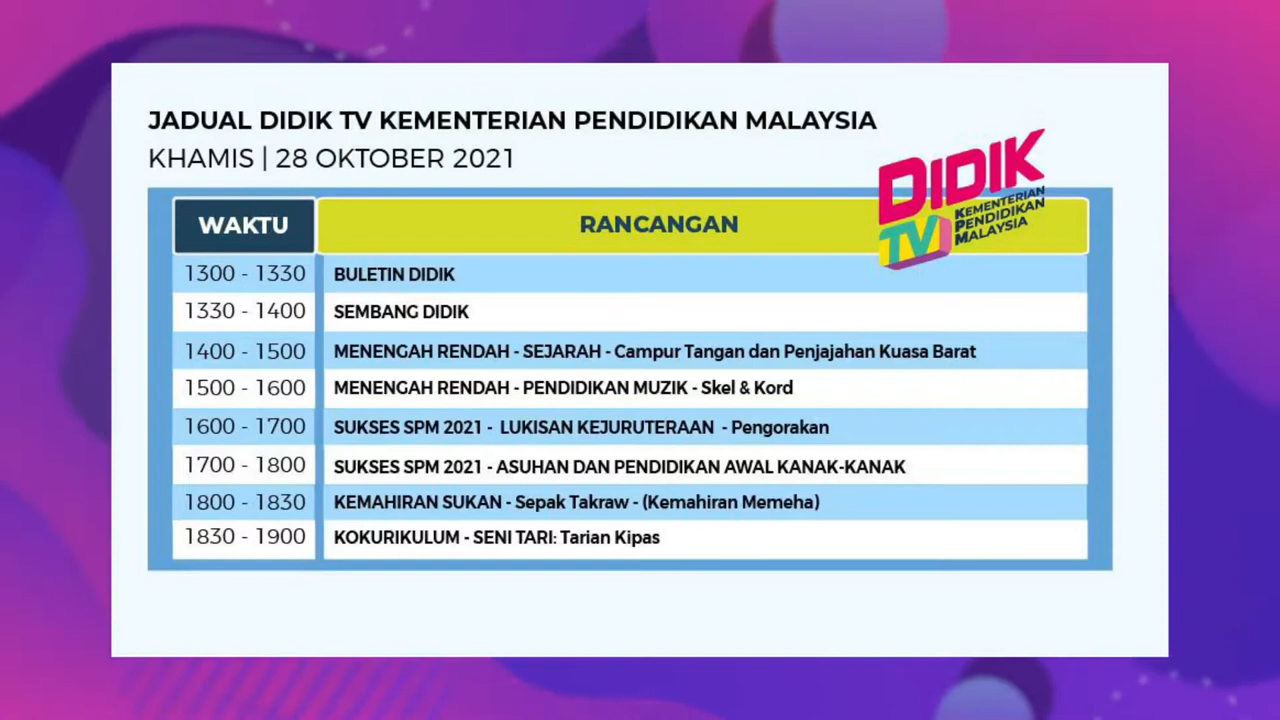 JADUAL DIDIK TV KEMENTERIAN PENDIDIKAN MALAYSIA
KHAMIS | 28 OKTOBER 2021
DIDIK
TV KEMENTERIAN
PENDIDIKAN
MALAYSIA
WAKTU RANCANGAN
1300 - 1330 BULETIN DIDIK
1330 - 1400 SEMBANG DIDIK
1400 - 1500 MENENGAH RENDAH - SEJARAH - Campur Tangan dan Penjajahan Kuasa Barat
1500 - 1600 MENENGAH RENDAH - PENDIDIKAN MUZIK - Skel & Kord
1600 - 1700 SUKSES SPM 2021 - LUKISAN KEJURUTERAAN - Pengorakan
1700 - 1800 SUKSES SPM 2021 - ASUHAN DAN PENDIDIKAN AWAL KANAK-KANAK
1800 - 1830 KEMAHIRAN SUKAN - Sepak Takraw - (Kemahiran Memeha)
1830 - 1900 KOKURIKULUM - SENI TARI: Tarian Kipas